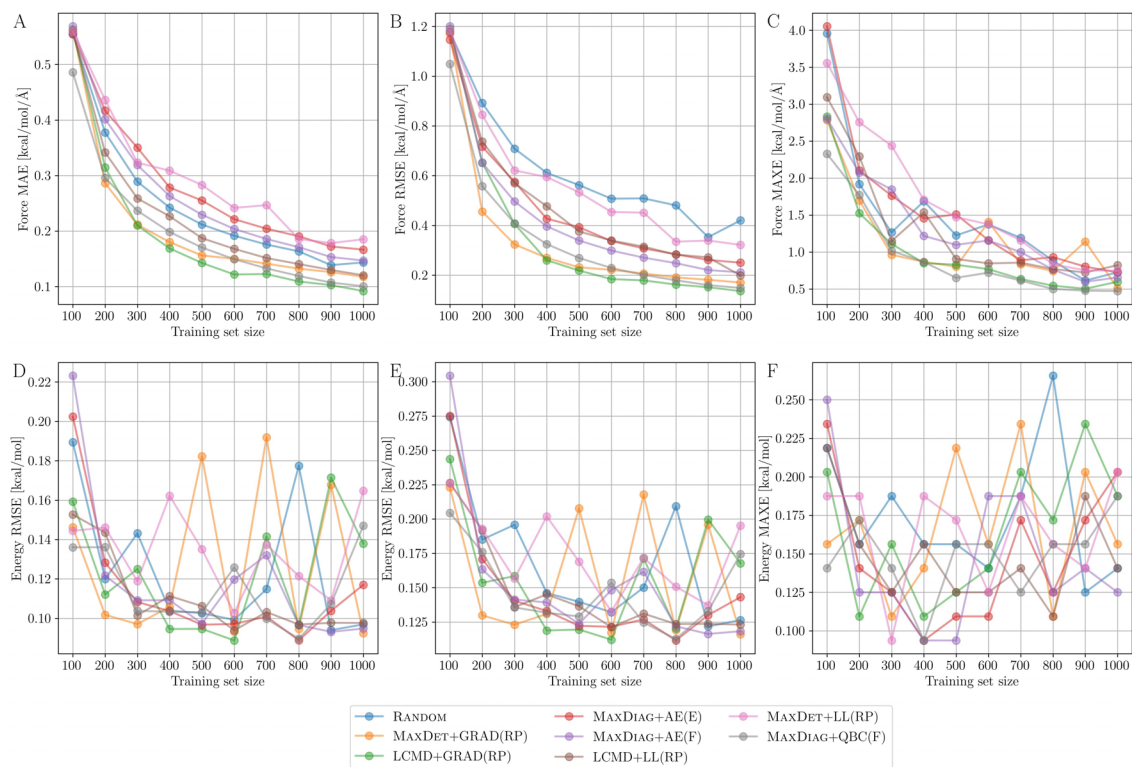 A
B
C
Force MAE [kcal/mol/Å]
0.5
0.4
0.3
0.2
0.1
100 200 300 400 500 600 700 800 900 1000
Training set size
Force RMSE [kcal/mol/Å]
1.2
1.0
0.8
0.6
0.4
0.2
100 200 300 400 500 600 700 800 900 1000
Training set size
Force MAXE [kcal/mol/Å]
4.0
3.5
3.0
2.5
2.0
1.5
1.0
0.5
100 200 300 400 500 600 700 800 900 1000
Training set size
D
E
F
Energy RMSE [kcal/mol]
0.22
0.20
0.18
0.16
0.14
0.12
0.10
100 200 300 400 500 600 700 800 900 1000
Training set size
Energy RMSE [kcal/mol]
0.300
0.275
0.250
0.225
0.200
0.175
0.150
0.125
100 200 300 400 500 600 700 800 900 1000
Training set size
Energy MAXE [kcal/mol]
0.250
0.225
0.200
0.175
0.150
0.125
0.100
100 200 300 400 500 600 700 800 900 1000
Training set size
RANDOM
MAXDET+GRAD(RP)
LCMD+GRAD(RP)
MAXDIAG+AE(E)
MAXDIAG+AE(F)
LCMD+LL(RP)
MAXDET+LL(RP)
MAXDIAG+QBC(F)